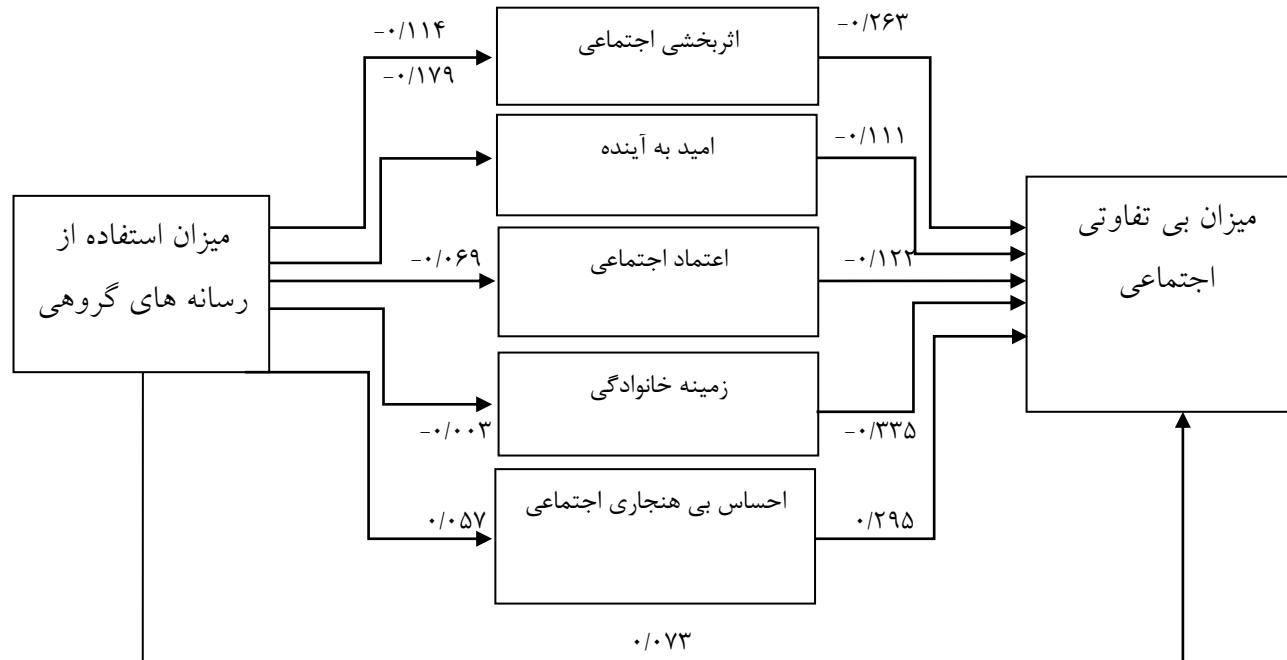 -۰/۱۱۴
اثربخشی اجتماعی
-۰/۲۶۳
-۰/۱۷۹
امید به آینده
-۰/۱۱۱
میزان استفاده از
رسانه های گروهی
-۰/۰۶۹
اعتماد اجتماعی
-۰/۱۲۲
میزان بی تفاوتی
اجتماعی
زمینه خانوادگی
-۰/۰۰۳
-۰/۳۳۵
احساس بی هنجاری اجتماعی
۰/۰۵۷
۰/۲۹۵
۰/۰۷۳